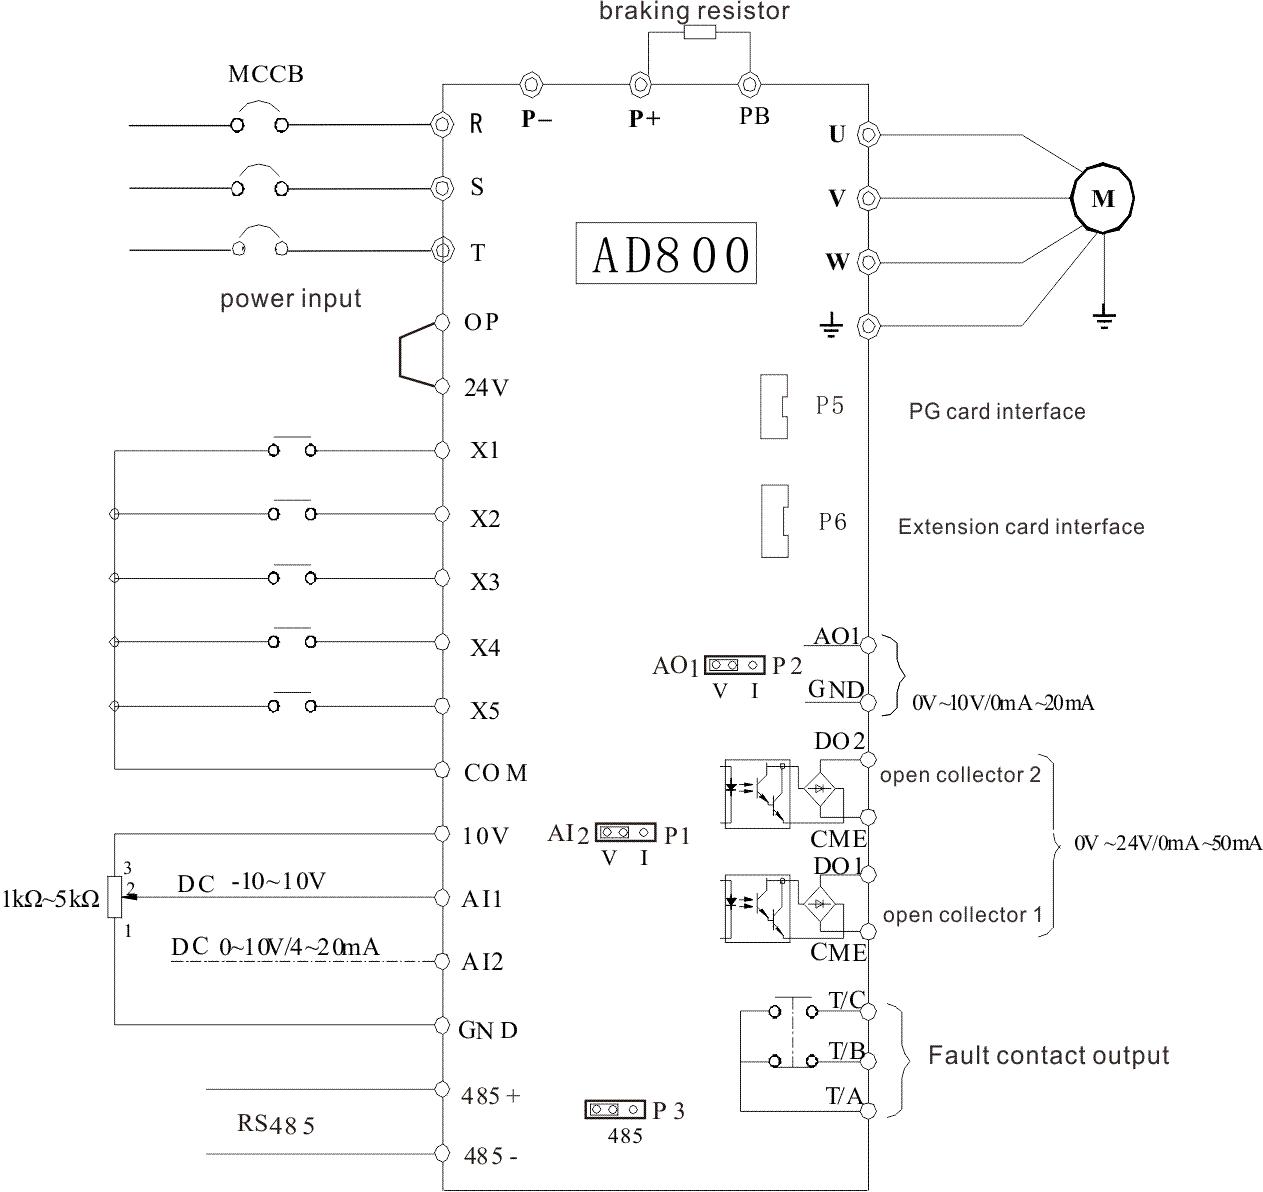 braking resistor
MCCB
P− P+ PB
R
S
T
power input
U
V
W
M
AD800
OP
24V
X1
X2
X3
X4
X5
COM
P5 PG card interface
P6 Extension card interface
AO1
AO1 P2
V I
GND
0V~10V/0mA~20mA
DO2
open collector 2
CME
0V~24V/0mA~50mA
DO1
open collector 1
CME
AI2 P1
V I
10V
3
2
1
1kΩ~5kΩ
DC -10~10V
AI1
DC 0~10V/4~20mA
AI2
GND
T/C
T/B
T/A
Fault contact output
485+
RS485
485-
P3
485